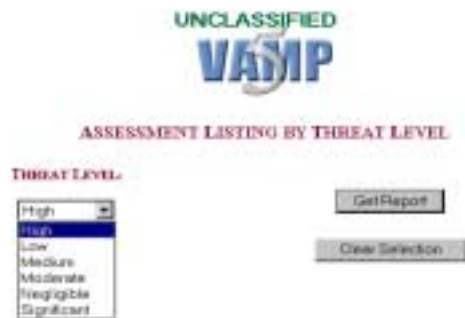 UNCLASSIFIED
VAMP 5
ASSESSMENT LISTING BY THREAT LEVEL
THREAT LEVEL:
High
Get Report
High
Low
Clear Selection
Medium
Moderate
Negligible
Significant